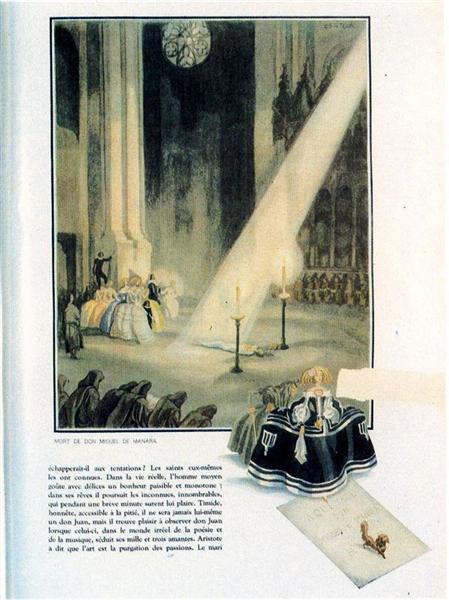 MORT DE DON MIGUEL DE MANARA
échapperait-il aux tentations ? Les saints eux-mêmes
les ont connues. Dans la vie réelle, l'homme moyen
goûte avec délices un bonheur paisible et monotone ;
dans ses rêves il poursuit les inconnues, innombrables,
qui pendant une brève minute surent lui plaire. Timide,
honnête, accessible à la pitié, il ne sera jamais lui-même
un don Juan, mais il trouve plaisir à observer don Juan
lorsque celui-ci, dans le monde irréel de la poésie et
de la musique, séduit ses mille et trois amantes. Aristote
a dit que l'art est la purgation des passions. Le mari